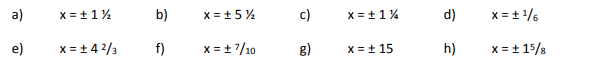 a) x = ± 1 ½ b) x = ± 5 ½ c) x = ± 1 ¼ d) x = ± ¹/₆
e) x = ± 4 ²/₃ f) x = ± ⁷/₁₀ g) x = ± 15 h) x = ± 1⁵/₈